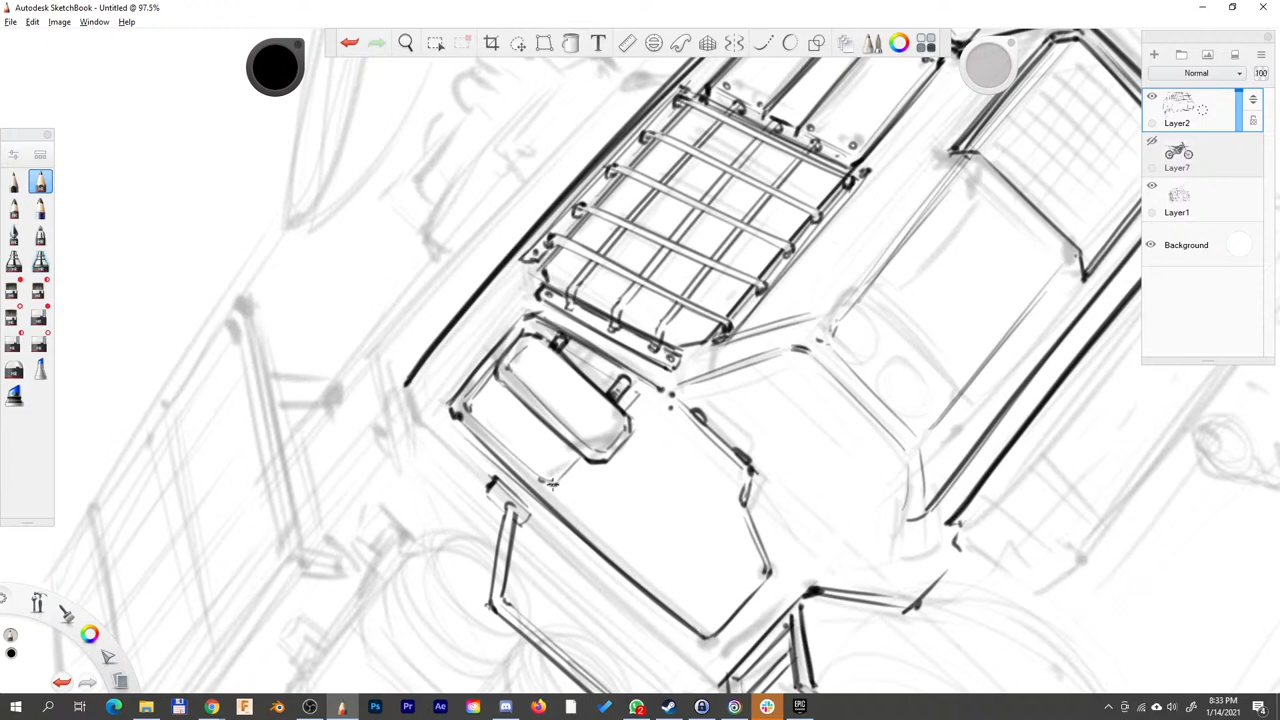 Autodesk SketchBook - Untitled @ 97.5%
File Edit Image Window Help
Normal
100
Layer2
Layer7
Layer1
Background
8:33 PM
1/14/2021